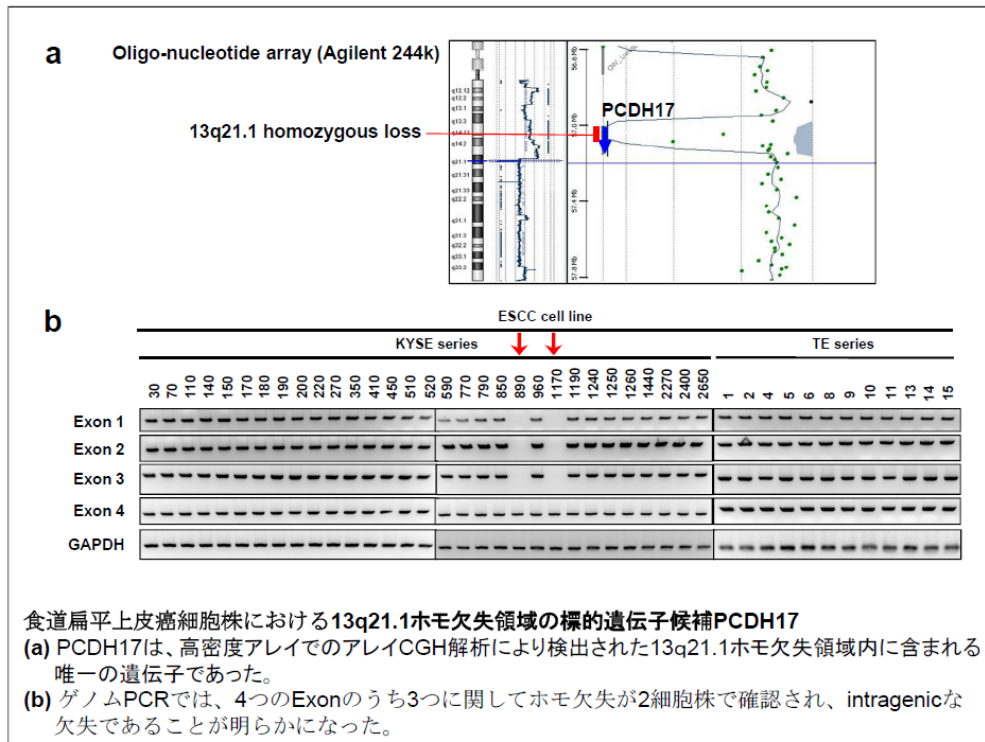 a
Oligo-nucleotide array (Agilent 244k)
PCDH17
13q21.1 homozygous loss
56.6 Mb
57.0 Mb
57.4 Mb
57.8 Mb
b
ESCC cell line
KYSE series
TE series
30 70 110 140 150 170 180 190 200 220 270 350 410 450 510 520 590 770 790 850 890 960 1170 1190 1240 1250 1260 1440 2270 2400 2650 1 2 4 5 6 8 9 10 11 13 14 15
Exon 1
Exon 2
Exon 3
Exon 4
GAPDH
食道扁平上皮癌細胞株における13q21.1ホモ欠失領域の標的遺伝子候補PCDH17
(a) PCDH17は、高密度アレイでのアレイCGH解析により検出された13q21.1ホモ欠失領域内に含まれる
唯一の遺伝子であった。
(b) ゲノムPCRでは、4つのExonのうち3つに関してホモ欠失が2細胞株で確認され、intragenicな
欠失であることが明らかになった。